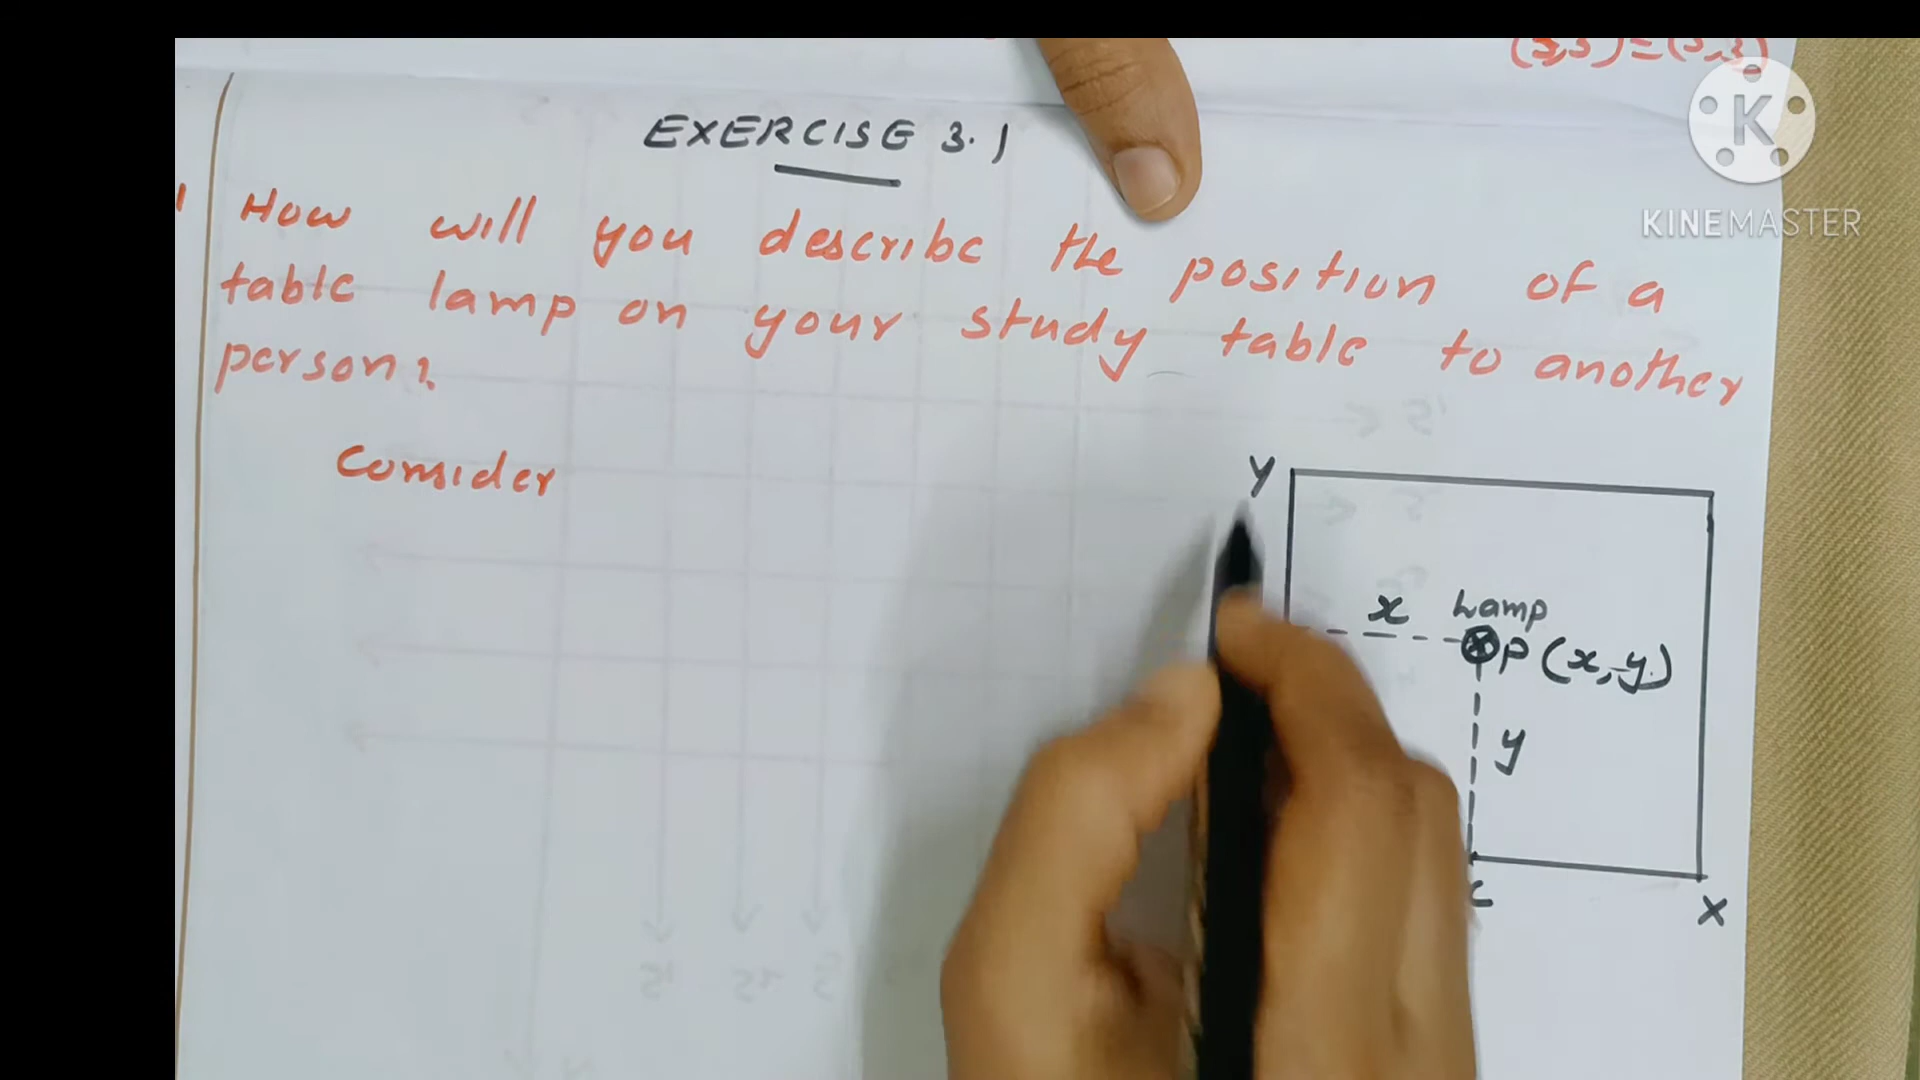 EXERCISE 3.1
1 How will you describe the position of a
table lamp on your study table to another
person?
Consider
y
x Lamp
P (x, y)
y
X
K
KINEMASTER